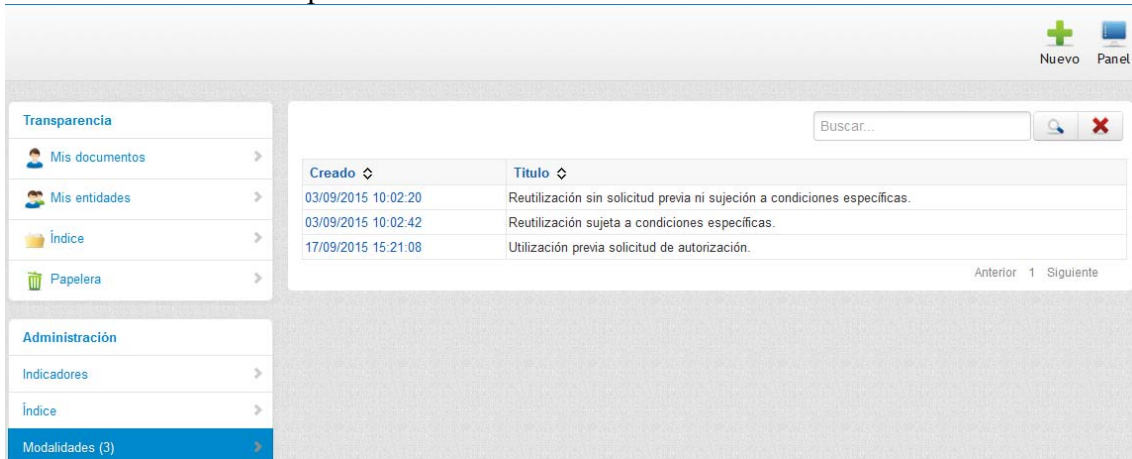 Nuevo Panel
Transparencia
Mis documentos
Mis entidades
Índice
Papelera
Administración
Indicadores
Índice
Modalidades (3)
Buscar...
Creado Titulo
03/09/2015 10:02:20 Reutilización sin solicitud previa ni sujeción a condiciones específicas.
03/09/2015 10:02:42 Reutilización sujeta a condiciones específicas.
17/09/2015 15:21:08 Utilización previa solicitud de autorización.
Anterior 1 Siguiente